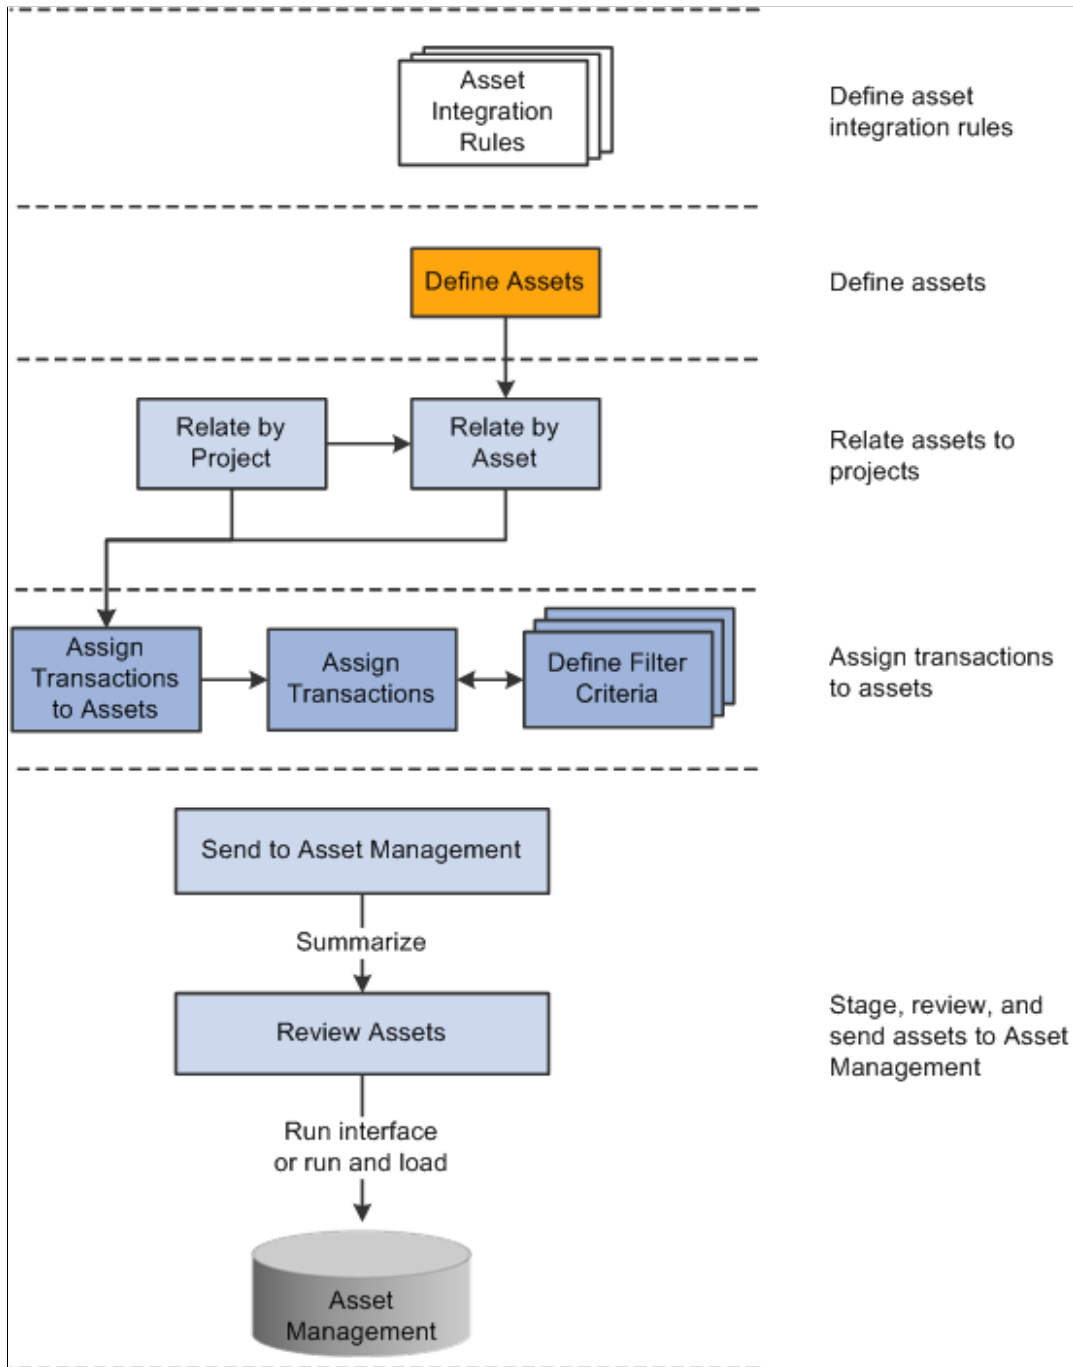 Asset
Integration
Rules
Define asset
integration rules
Define Assets
Define assets
Relate by
Project
Relate by
Asset
Relate assets to
projects
Assign
Transactions
to Assets
Assign
Transactions
Define Filter
Criteria
Assign transactions
to assets
Send to Asset Management
Summarize
Review Assets
Stage, review, and
send assets to Asset
Management
Run interface
or run and load
Asset
Management